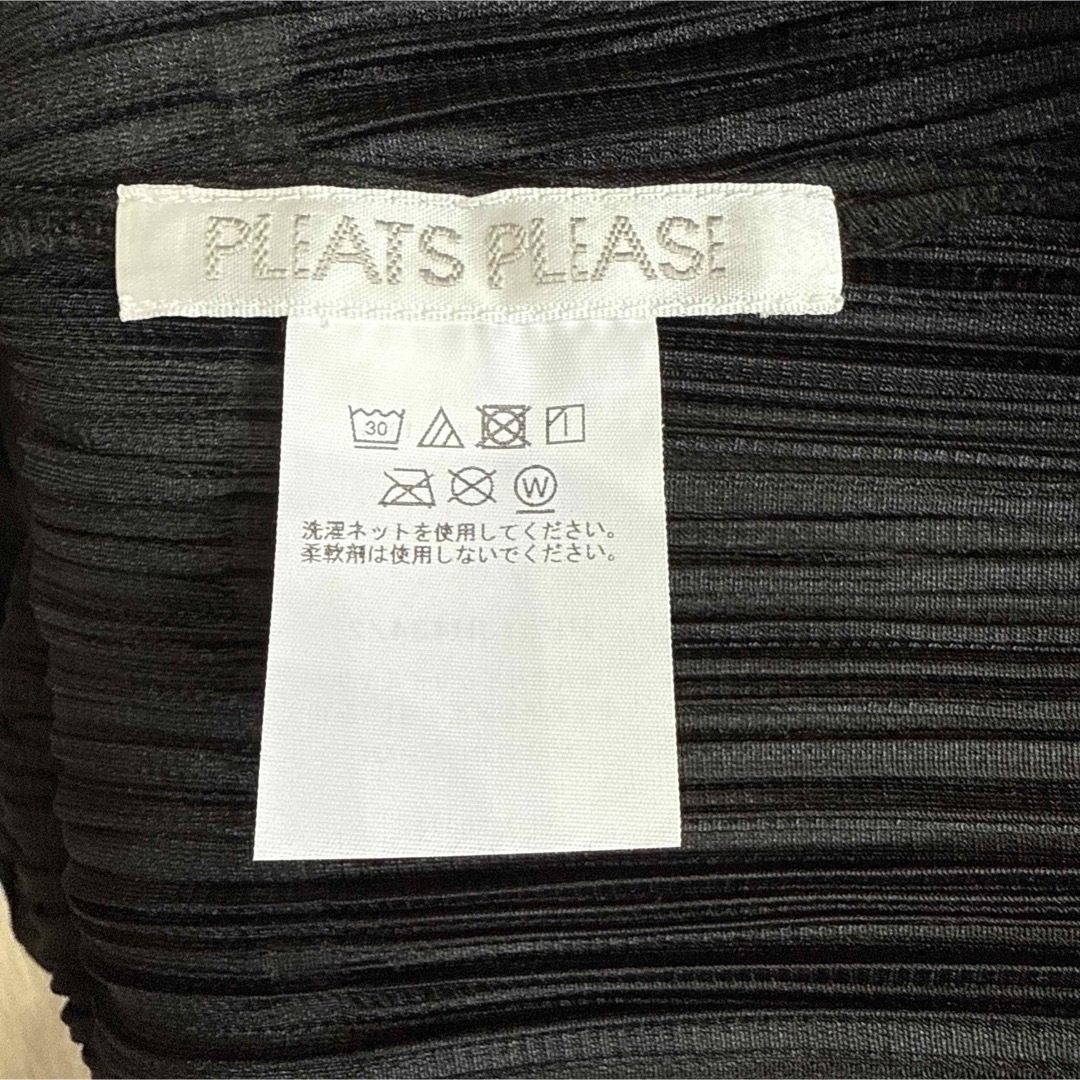 PLEATS PLEASE
30
W
洗濯ネットを使用してください。
柔軟剤は使用しないでください。